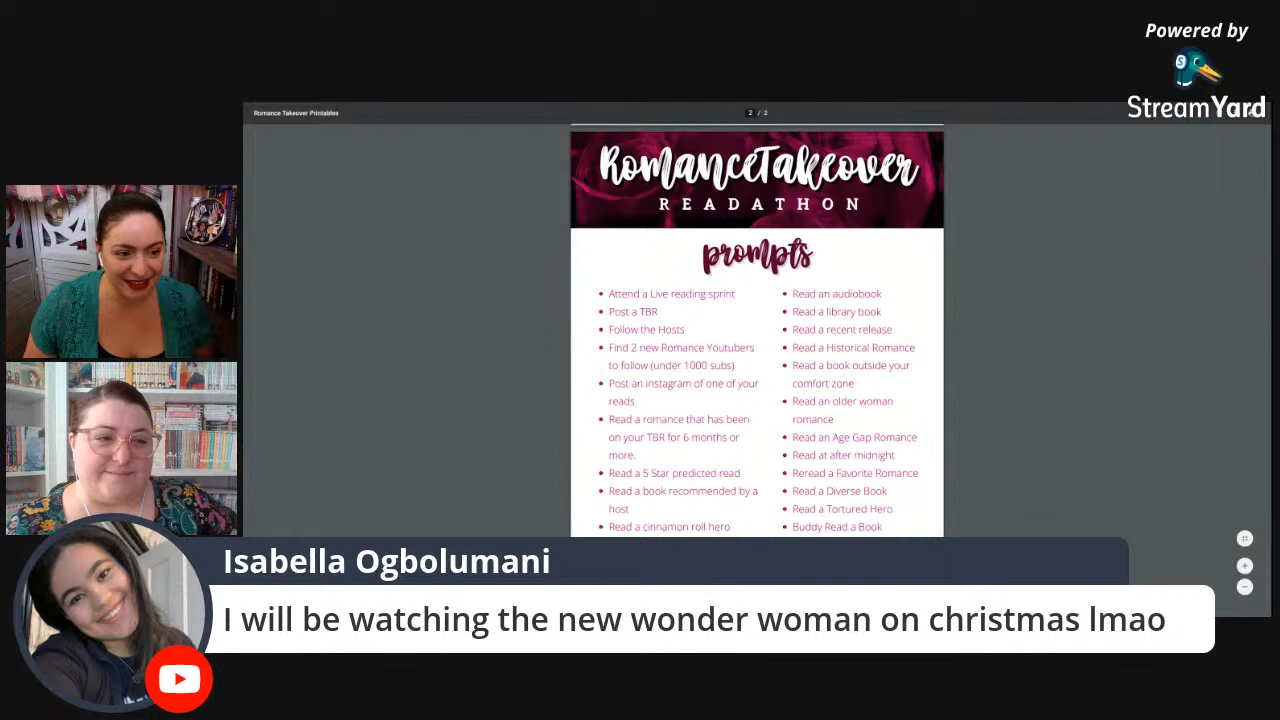 Powered by
StreamYard
Romance Takeover Printables
2 / 2
RomanceTakeover
READATHON
prompts
Attend a Live reading sprint
Post a TBR
Follow the Hosts
Find 2 new Romance Youtubers
to follow (under 1000 subs)
Post an instagram of one of your
reads
Read a romance that has been
on your TBR for 6 months or
more.
Read a 5 Star predicted read
Read a book recommended by a
host
Read a cinnamon roll hero
Read an audiobook
Read a library book
Read a recent release
Read a Historical Romance
Read a book outside your
comfort zone
Read an older woman
romance
Read an Age Gap Romance
Read at after midnight
Reread a Favorite Romance
Read a Diverse Book
Read a Tortured Hero
Buddy Read a Book
Isabella Ogbolumani
I will be watching the new wonder woman on christmas lmao